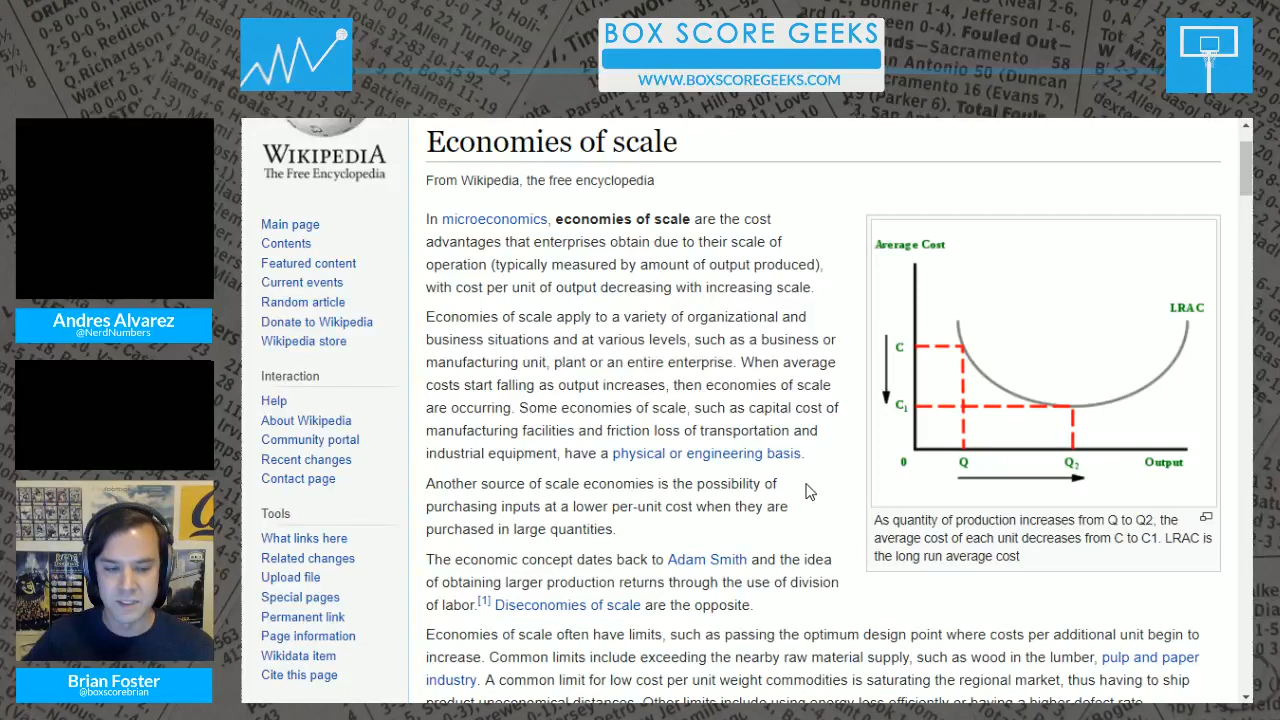 BOX SCORE GEEKS
WWW.BOXSCOREGEEKS.COM
Andres Alvarez
@NerdNumbers
Brian Foster
@boxscorebrian
WIKIPEDIA
The Free Encyclopedia
Main page
Contents
Featured content
Current events
Random article
Donate to Wikipedia
Wikipedia store
Interaction
Help
About Wikipedia
Community portal
Recent changes
Contact page
Tools
What links here
Related changes
Upload file
Special pages
Permanent link
Page information
Wikidata item
Cite this page
Economies of scale
From Wikipedia, the free encyclopedia
In microeconomics, economies of scale are the cost
advantages that enterprises obtain due to their scale of
operation (typically measured by amount of output produced),
with cost per unit of output decreasing with increasing scale.
Economies of scale apply to a variety of organizational and
business situations and at various levels, such as a business or
manufacturing unit, plant or an entire enterprise. When average
costs start falling as output increases, then economies of scale
are occurring. Some economies of scale, such as capital cost of
manufacturing facilities and friction loss of transportation and
industrial equipment, have a physical or engineering basis.
Another source of scale economies is the possibility of
purchasing inputs at a lower per-unit cost when they are
purchased in large quantities.
The economic concept dates back to Adam Smith and the idea
of obtaining larger production returns through the use of division
of labor.[1] Diseconomies of scale are the opposite.
Economies of scale often have limits, such as passing the optimum design point where costs per additional unit begin to
increase. Common limits include exceeding the nearby raw material supply, such as wood in the lumber, pulp and paper
industry. A common limit for low cost per unit weight commodities is saturating the regional market, thus having to ship
product uneconomical distances. Other limits include using energy less efficiently or having a higher defect rate.
Average Cost
LRAC
C
C1
0
Q
Q2
Output
As quantity of production increases from Q to Q2, the
average cost of each unit decreases from C to C1. LRAC is
the long run average cost